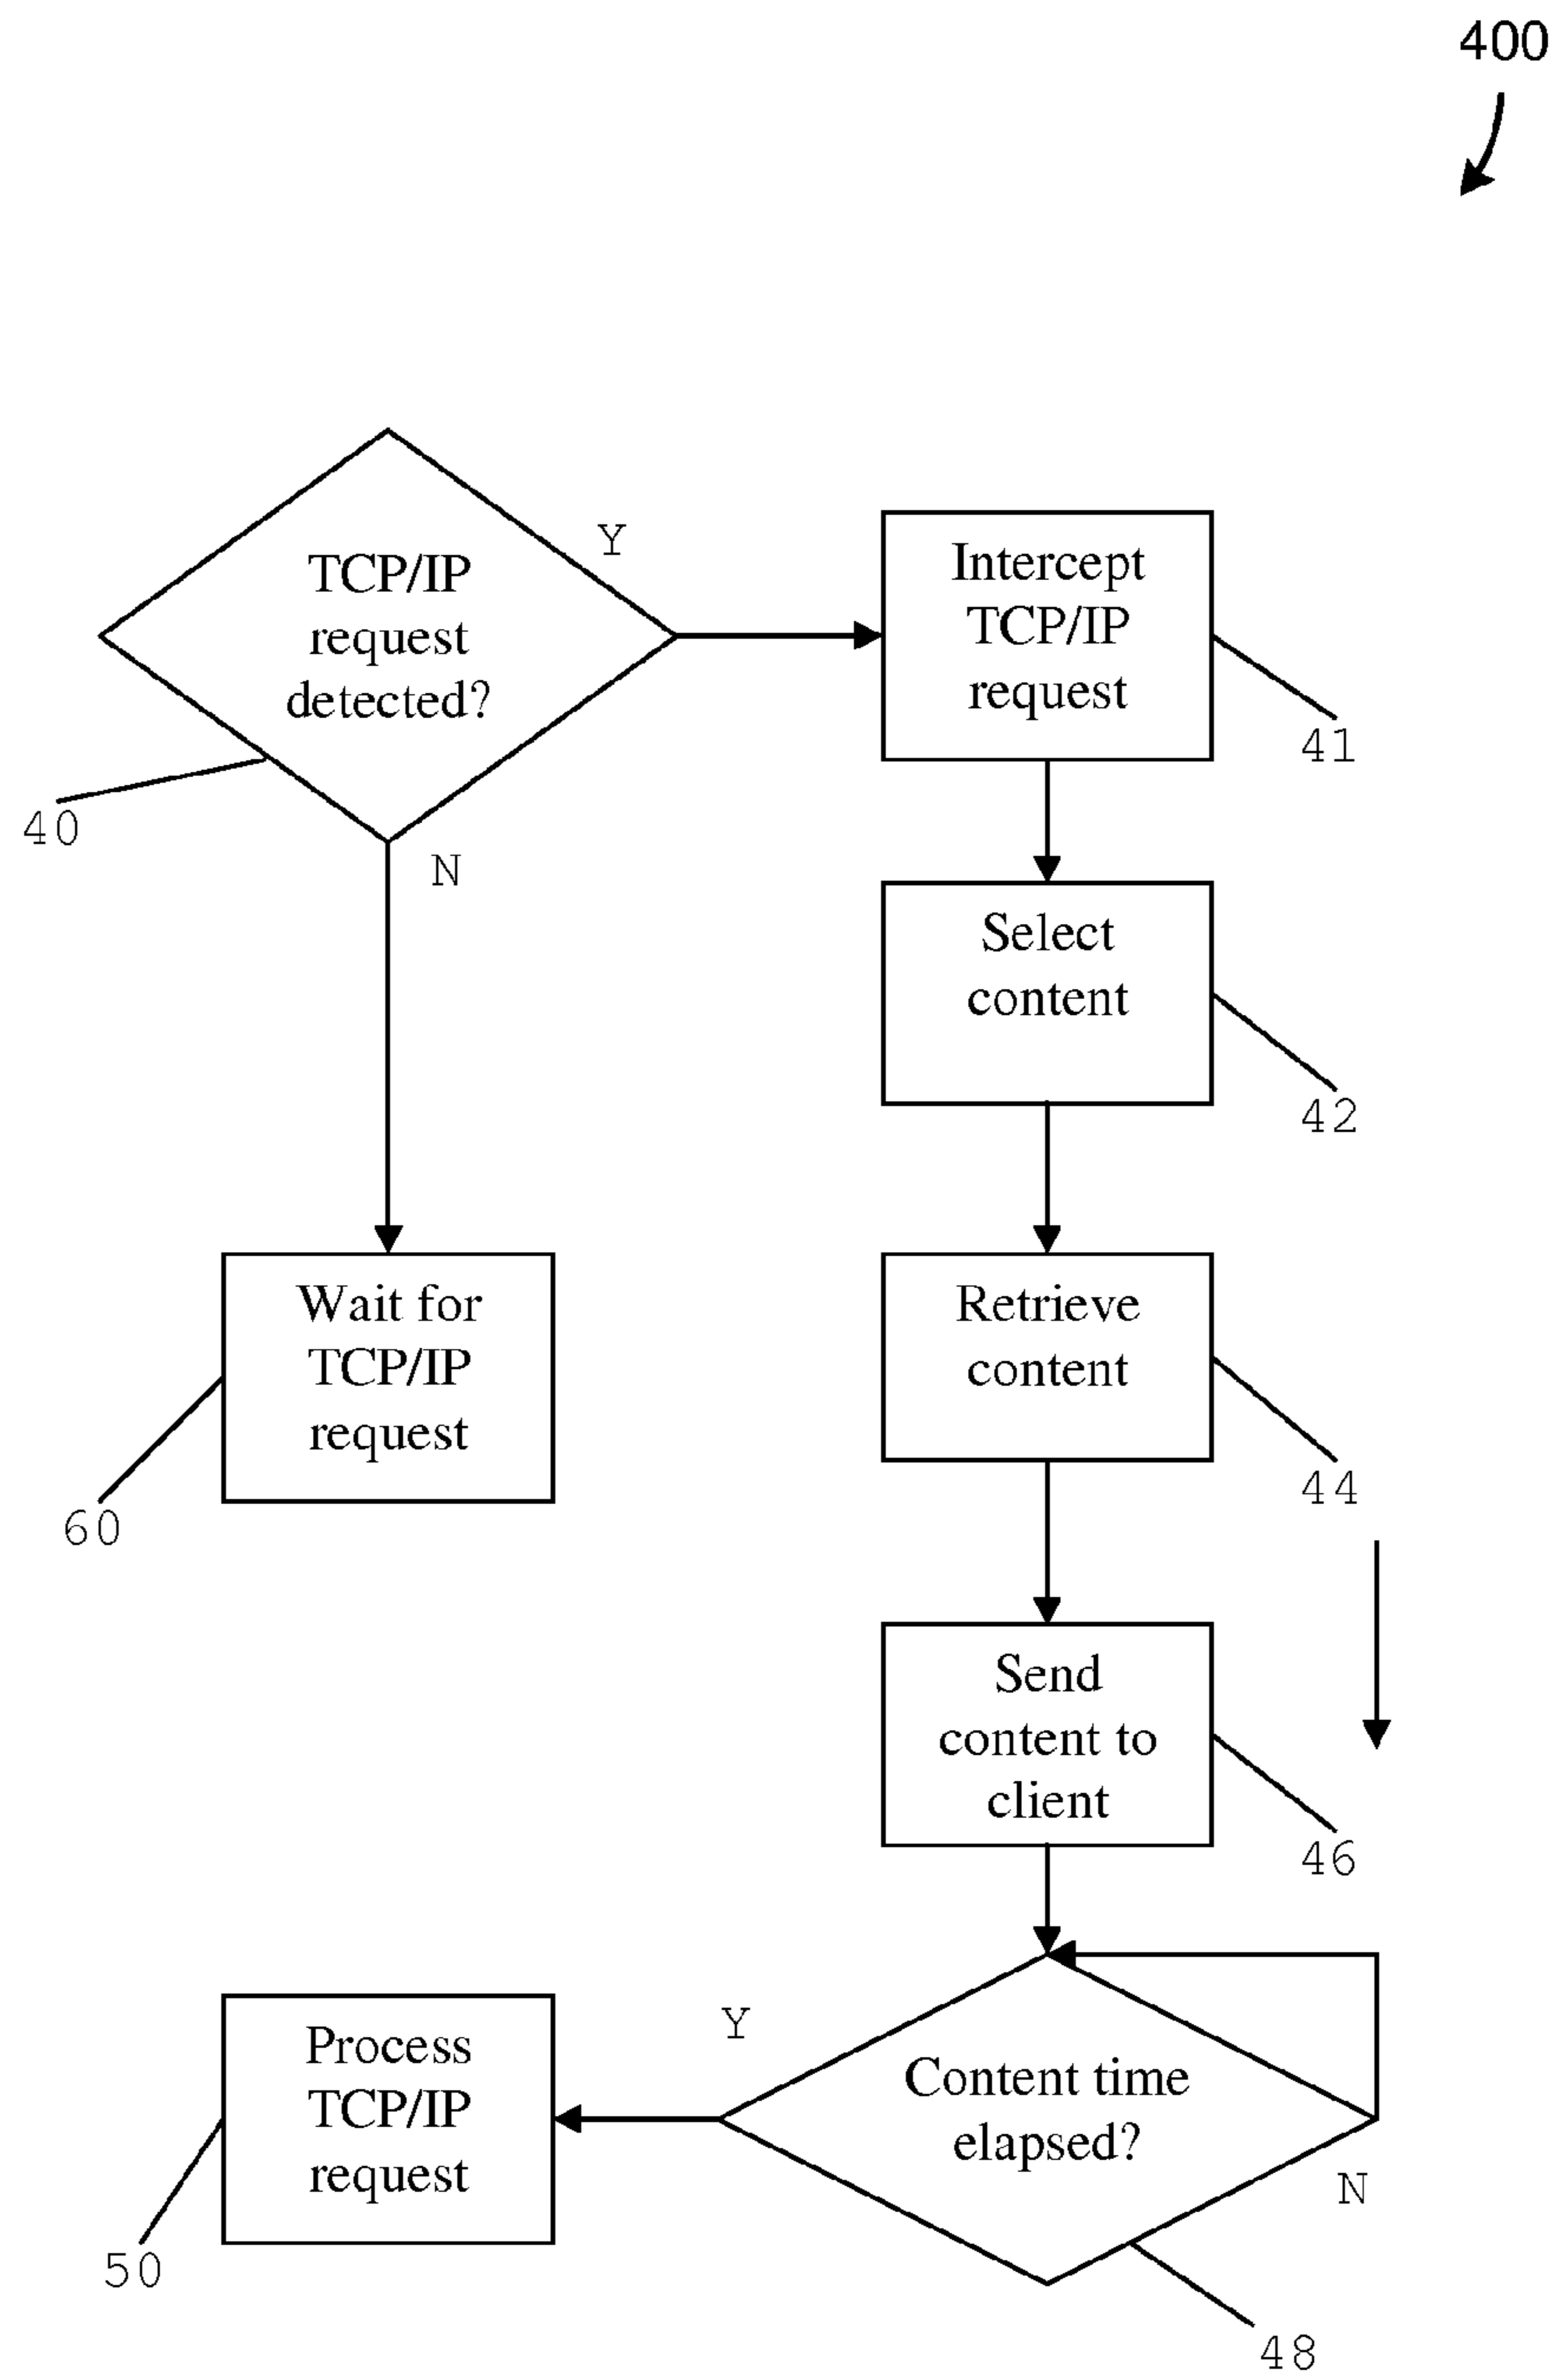 400
TCP/IP
request
detected?
Y
N
40
Intercept
TCP/IP
request
41
Select
content
42
Wait for
TCP/IP
request
60
Retrieve
content
44
Send
content to
client
46
Content time
elapsed?
Y
N
48
Process
TCP/IP
request
50